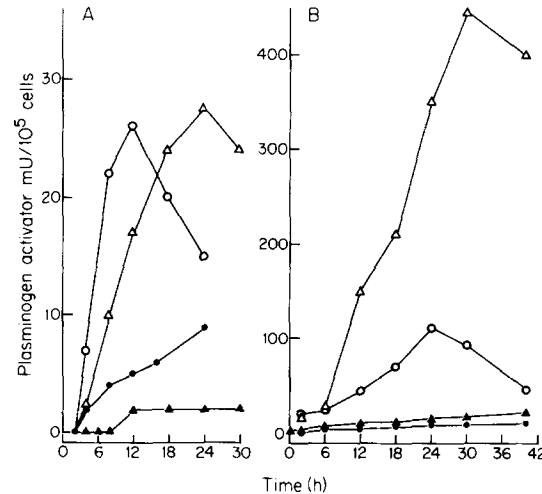 A
B
Plasminogen activator mU/10⁵ cells
30
20
10
0
400
300
200
100
0
0 6 12 18 24 30
0 6 12 18 24 30 36 42
Time (h)